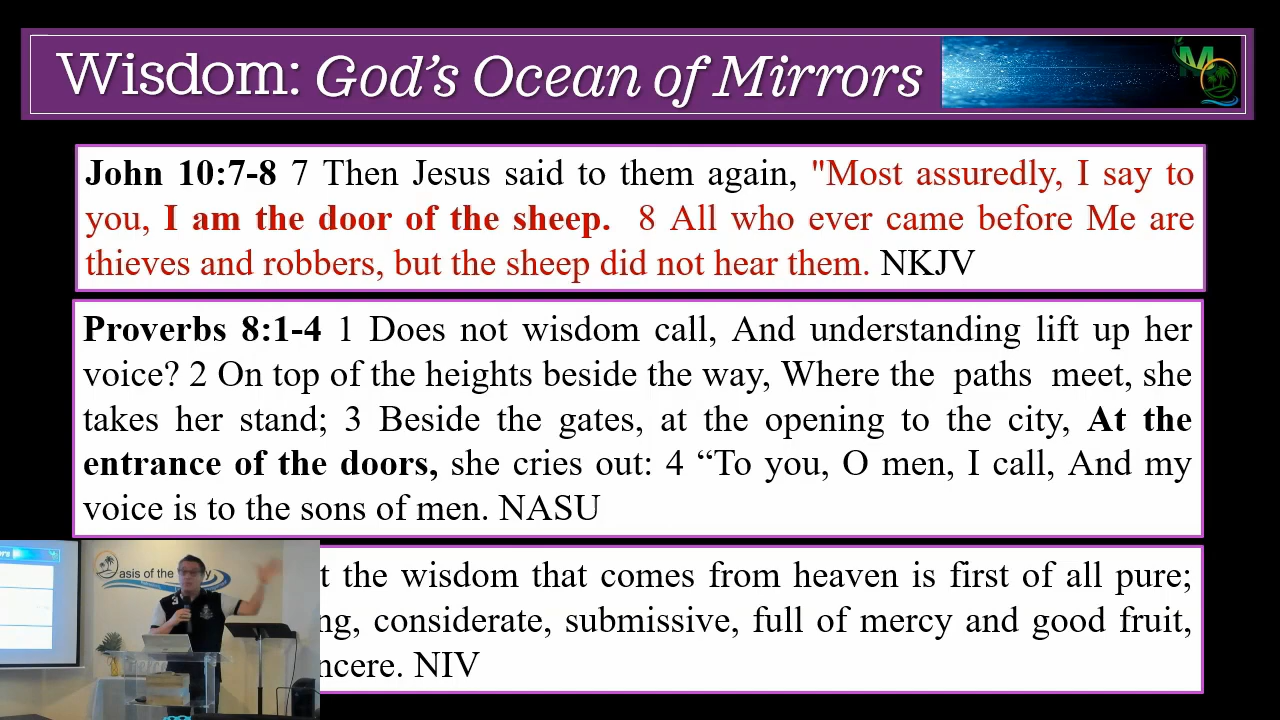 Wisdom: God's Ocean of Mirrors
M
John 10:7-8 7 Then Jesus said to them again, "Most assuredly, I say to
you, I am the door of the sheep. 8 All who ever came before Me are
thieves and robbers, but the sheep did not hear them. NKJV
Proverbs 8:1-4 1 Does not wisdom call, And understanding lift up her
voice? 2 On top of the heights beside the way, Where the paths meet, she
takes her stand; 3 Beside the gates, at the opening to the city, At the
entrance of the doors, she cries out: 4 “To you, O men, I call, And my
voice is to the sons of men. NASU
t the wisdom that comes from heaven is first of all pure;
ng, considerate, submissive, full of mercy and good fruit,
ncere. NIV
asis of the